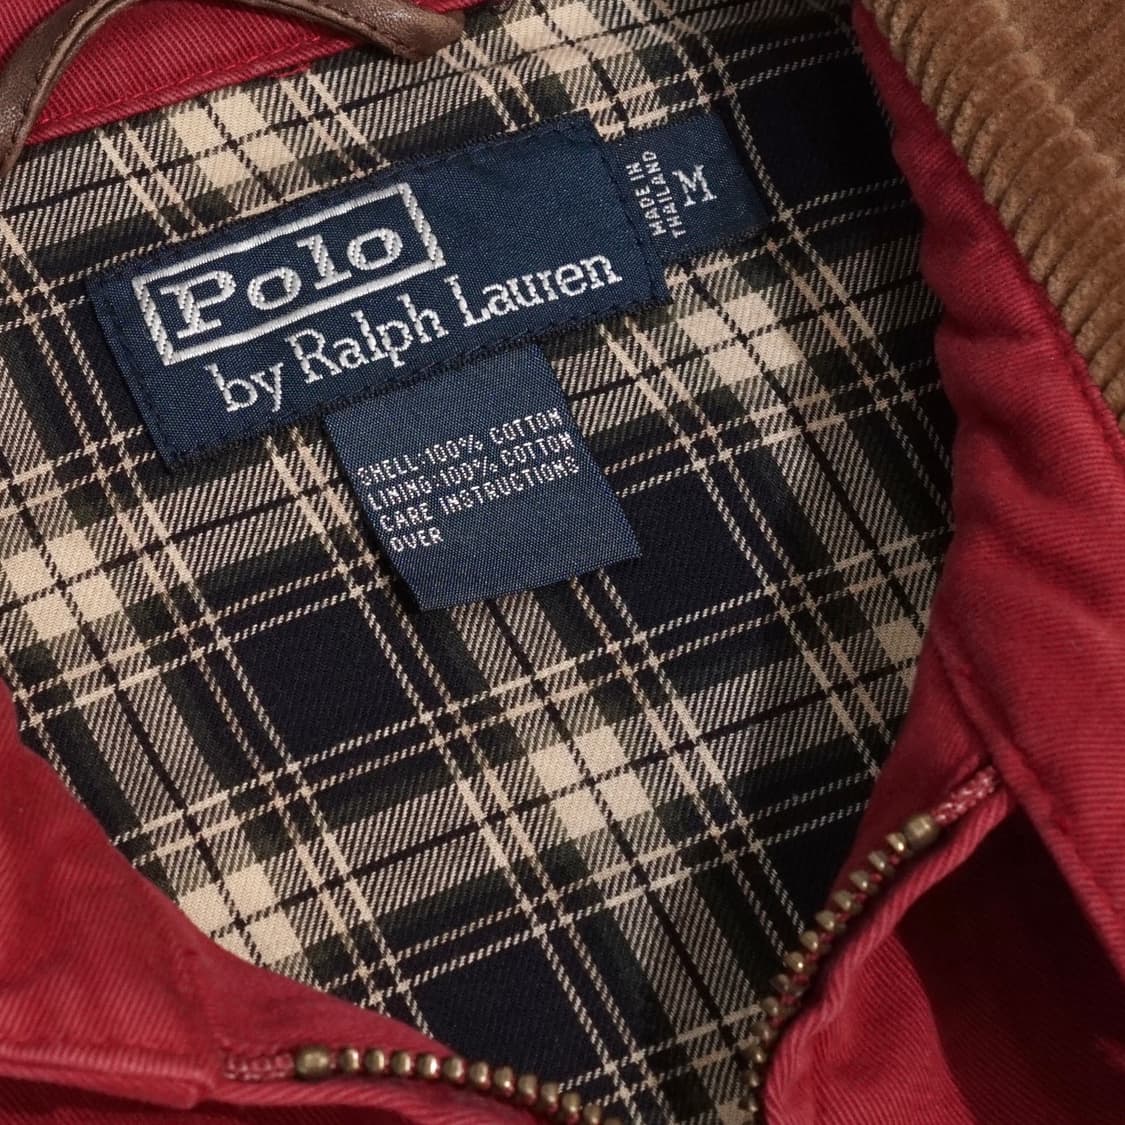 Polo
by Ralph Lauren
MADE IN
THAILAND
M
SHELL:100% COTTON
LINING:100% COTTON
CARE INSTRUCTIONS
OVER